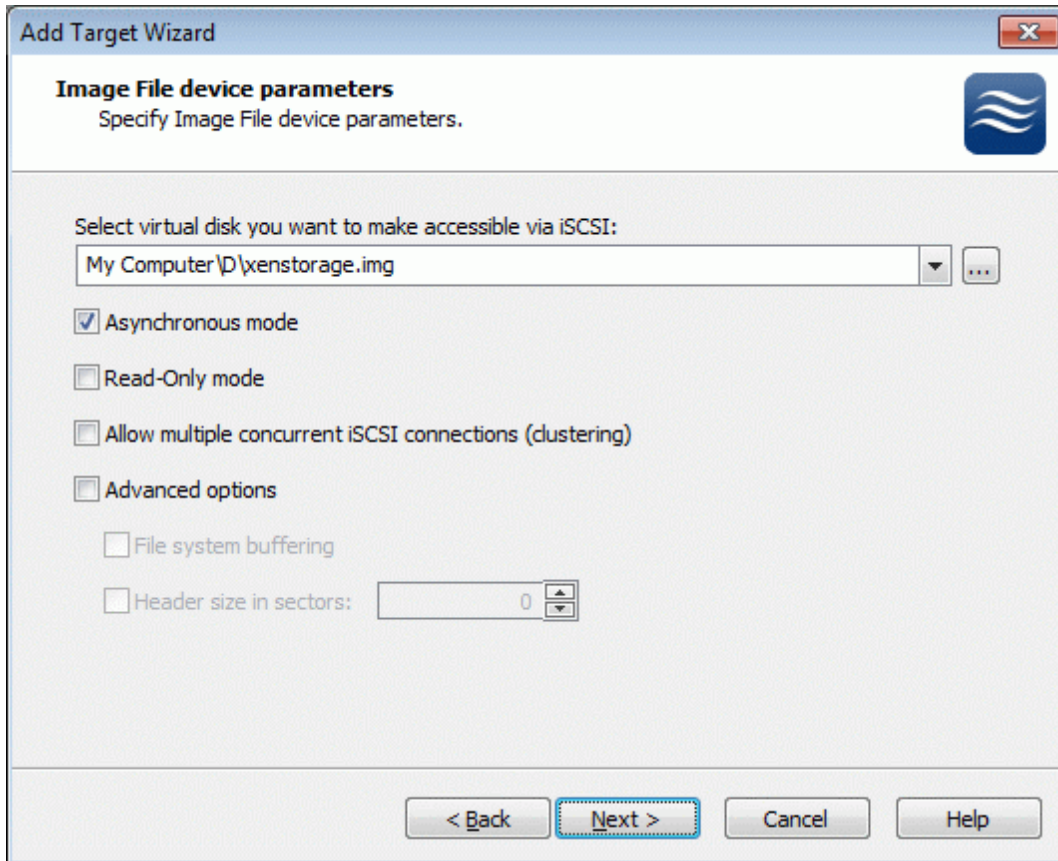 Add Target Wizard
Image File device parameters
Specify Image File device parameters.
Select virtual disk you want to make accessible via iSCSI:
My Computer\D\xenstorage.img
...
Asynchronous mode
Read-Only mode
Allow multiple concurrent iSCSI connections (clustering)
Advanced options
File system buffering
Header size in sectors: 0
< Back Next > Cancel Help